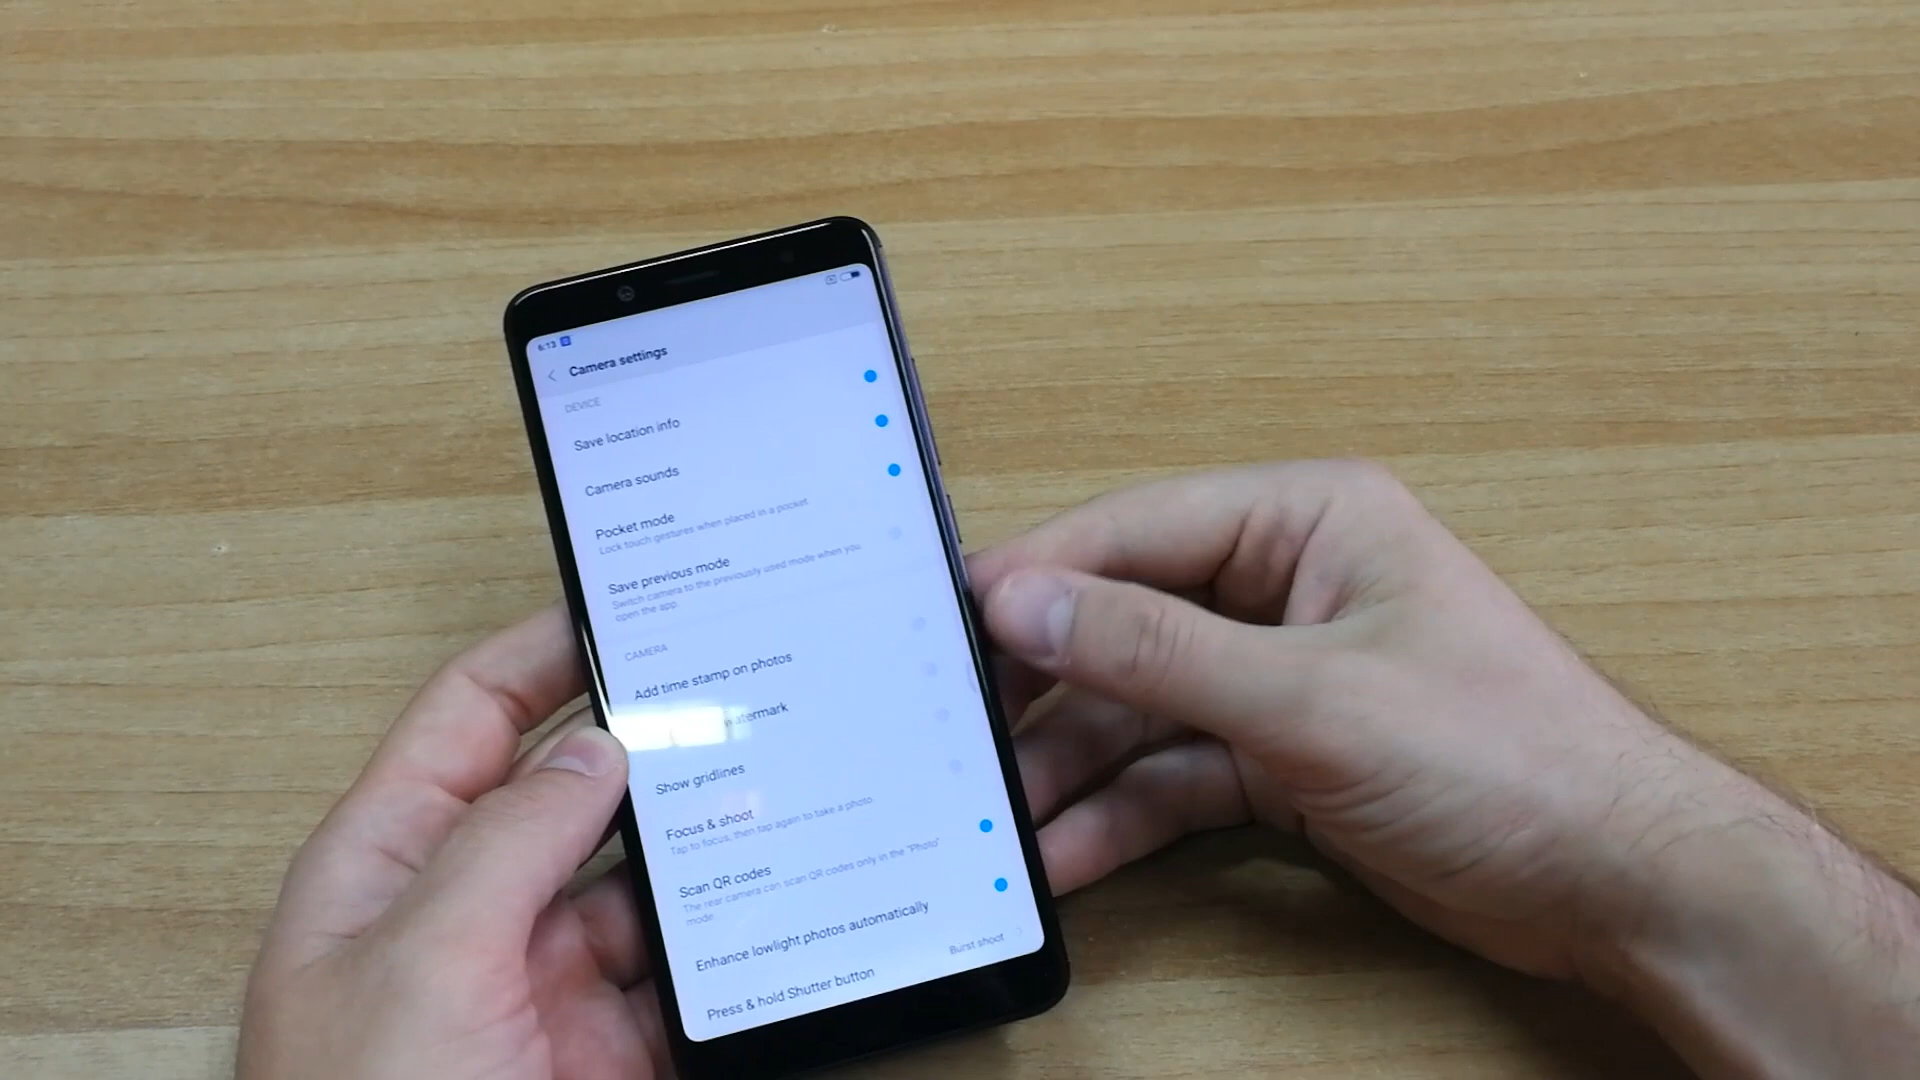 6:13
Camera settings
DEVICE
Save location info
Camera sounds
Pocket mode
Lock touch gestures when placed in a pocket
Save previous mode
Switch camera to the previously used mode when you
open the app.
CAMERA
Add time stamp on photos
watermark
Show gridlines
Focus & shoot
Tap to focus, then tap again to take a photo.
Scan QR codes
The rear camera can scan QR codes only in the "Photo"
mode.
Enhance lowlight photos automatically
Press & hold Shutter button
Burst shoot